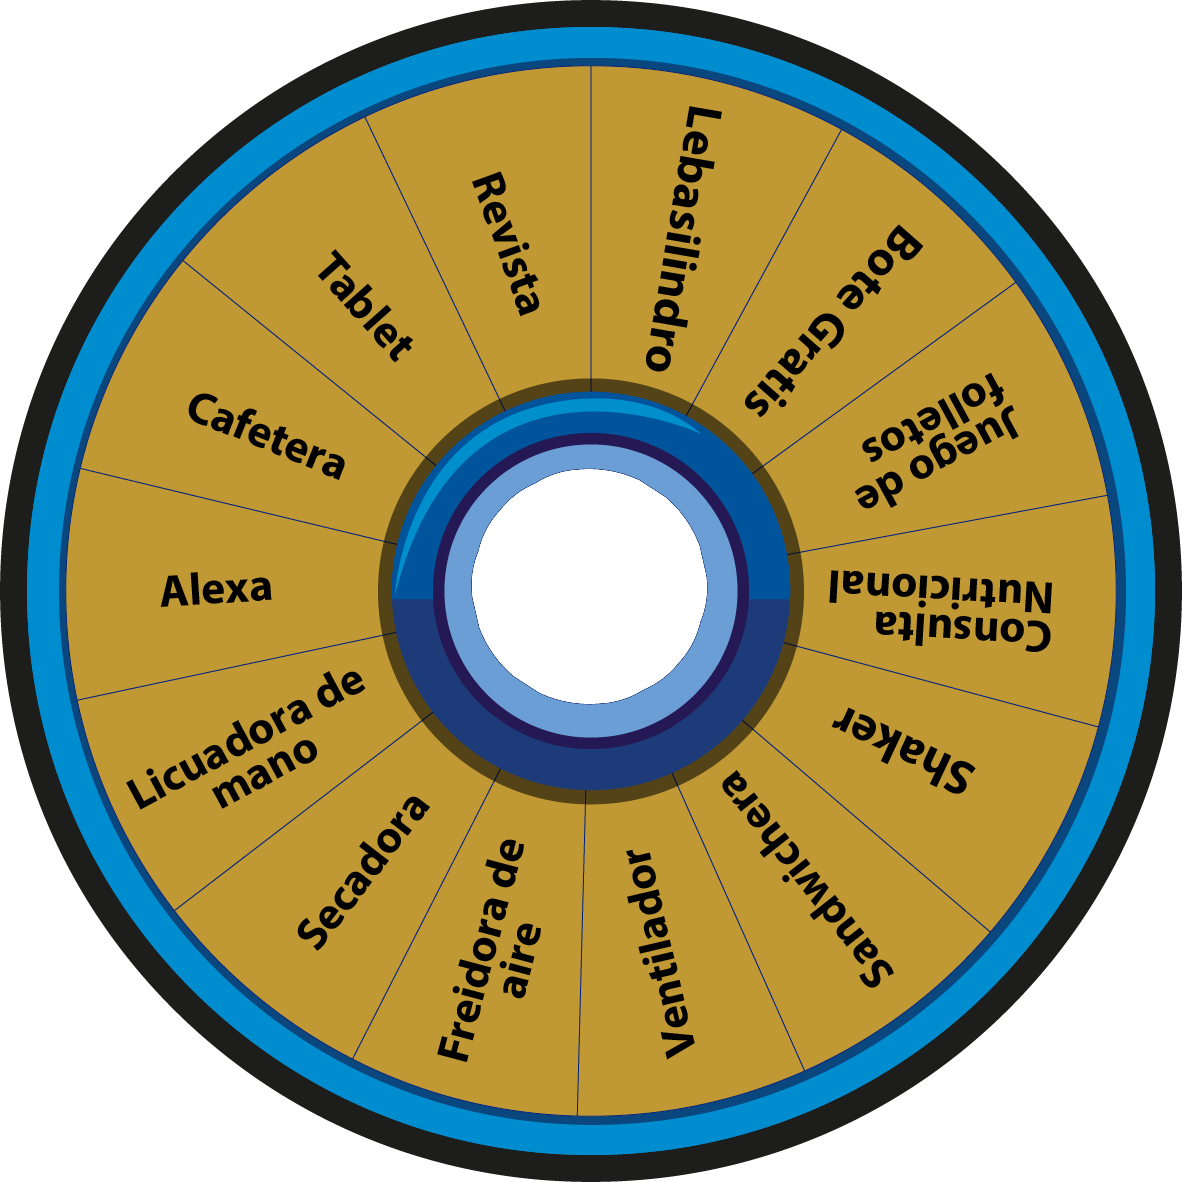 Lebasilindro
Bote Gratis
Juego de
folletos
Consulta
Nutricional
Shaker
Sandwichera
Ventilador
Freidora de
aire
Secadora
Licuadora de
mano
Alexa
Cafetera
Tablet
Revista